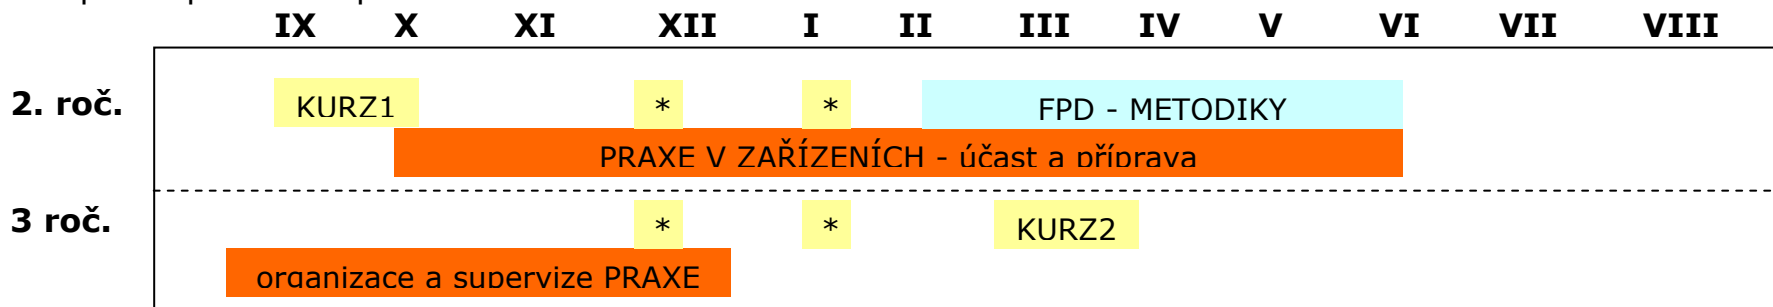 IX X XI XII I II III IV V VI VII VIII
2. roč. KURZ1 * * FPD - METODIKY
PRAXE V ZAŘÍZENÍCH - účast a příprava
3 roč. * * KURZ2
organizace a supervize PRAXE